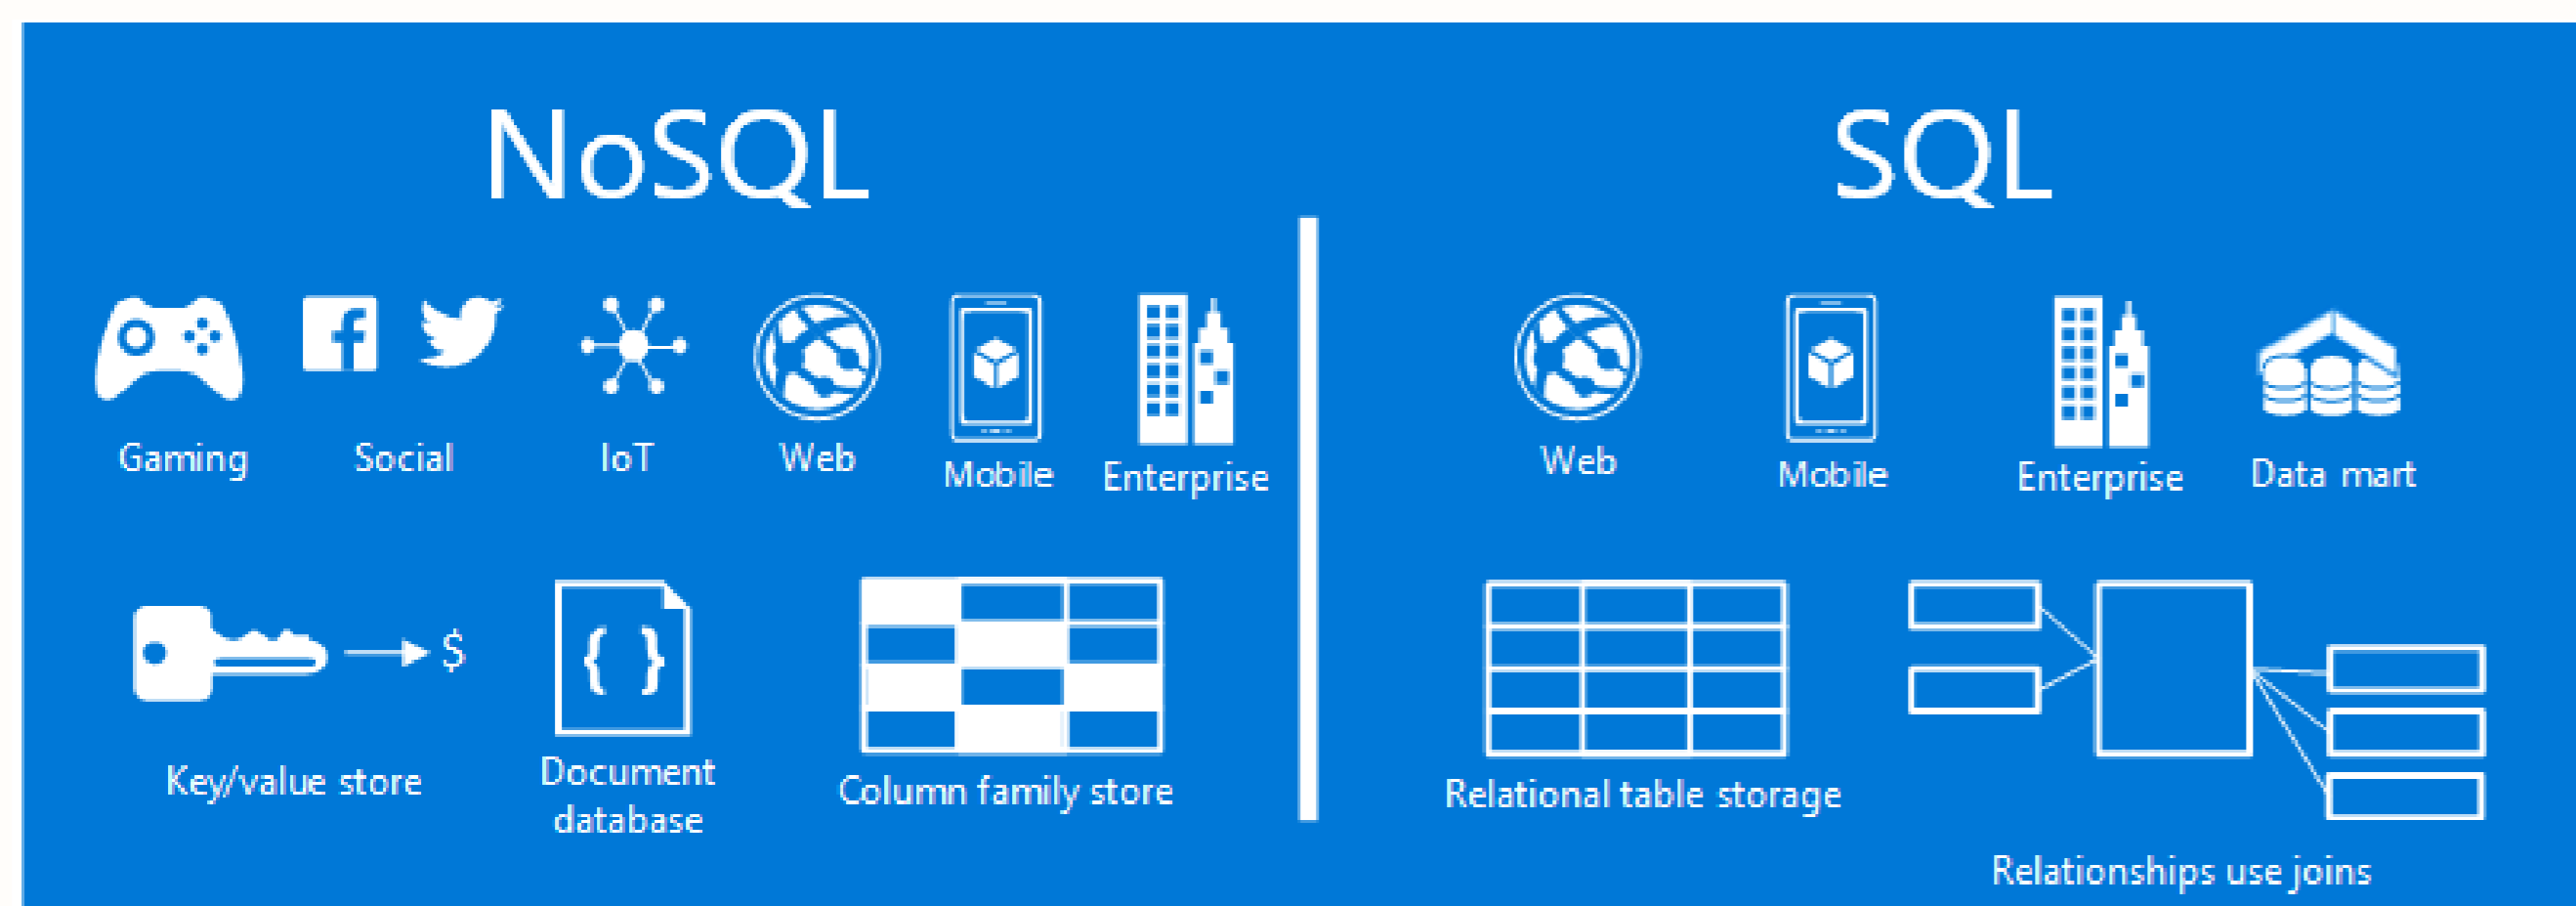 NoSQL
SQL
Gaming
Social
IoT
Web
Mobile
Enterprise
Web
Mobile
Enterprise
Data mart
$
{ }
Key/value store
Document
database
Column family store
Relational table storage
Relationships use joins